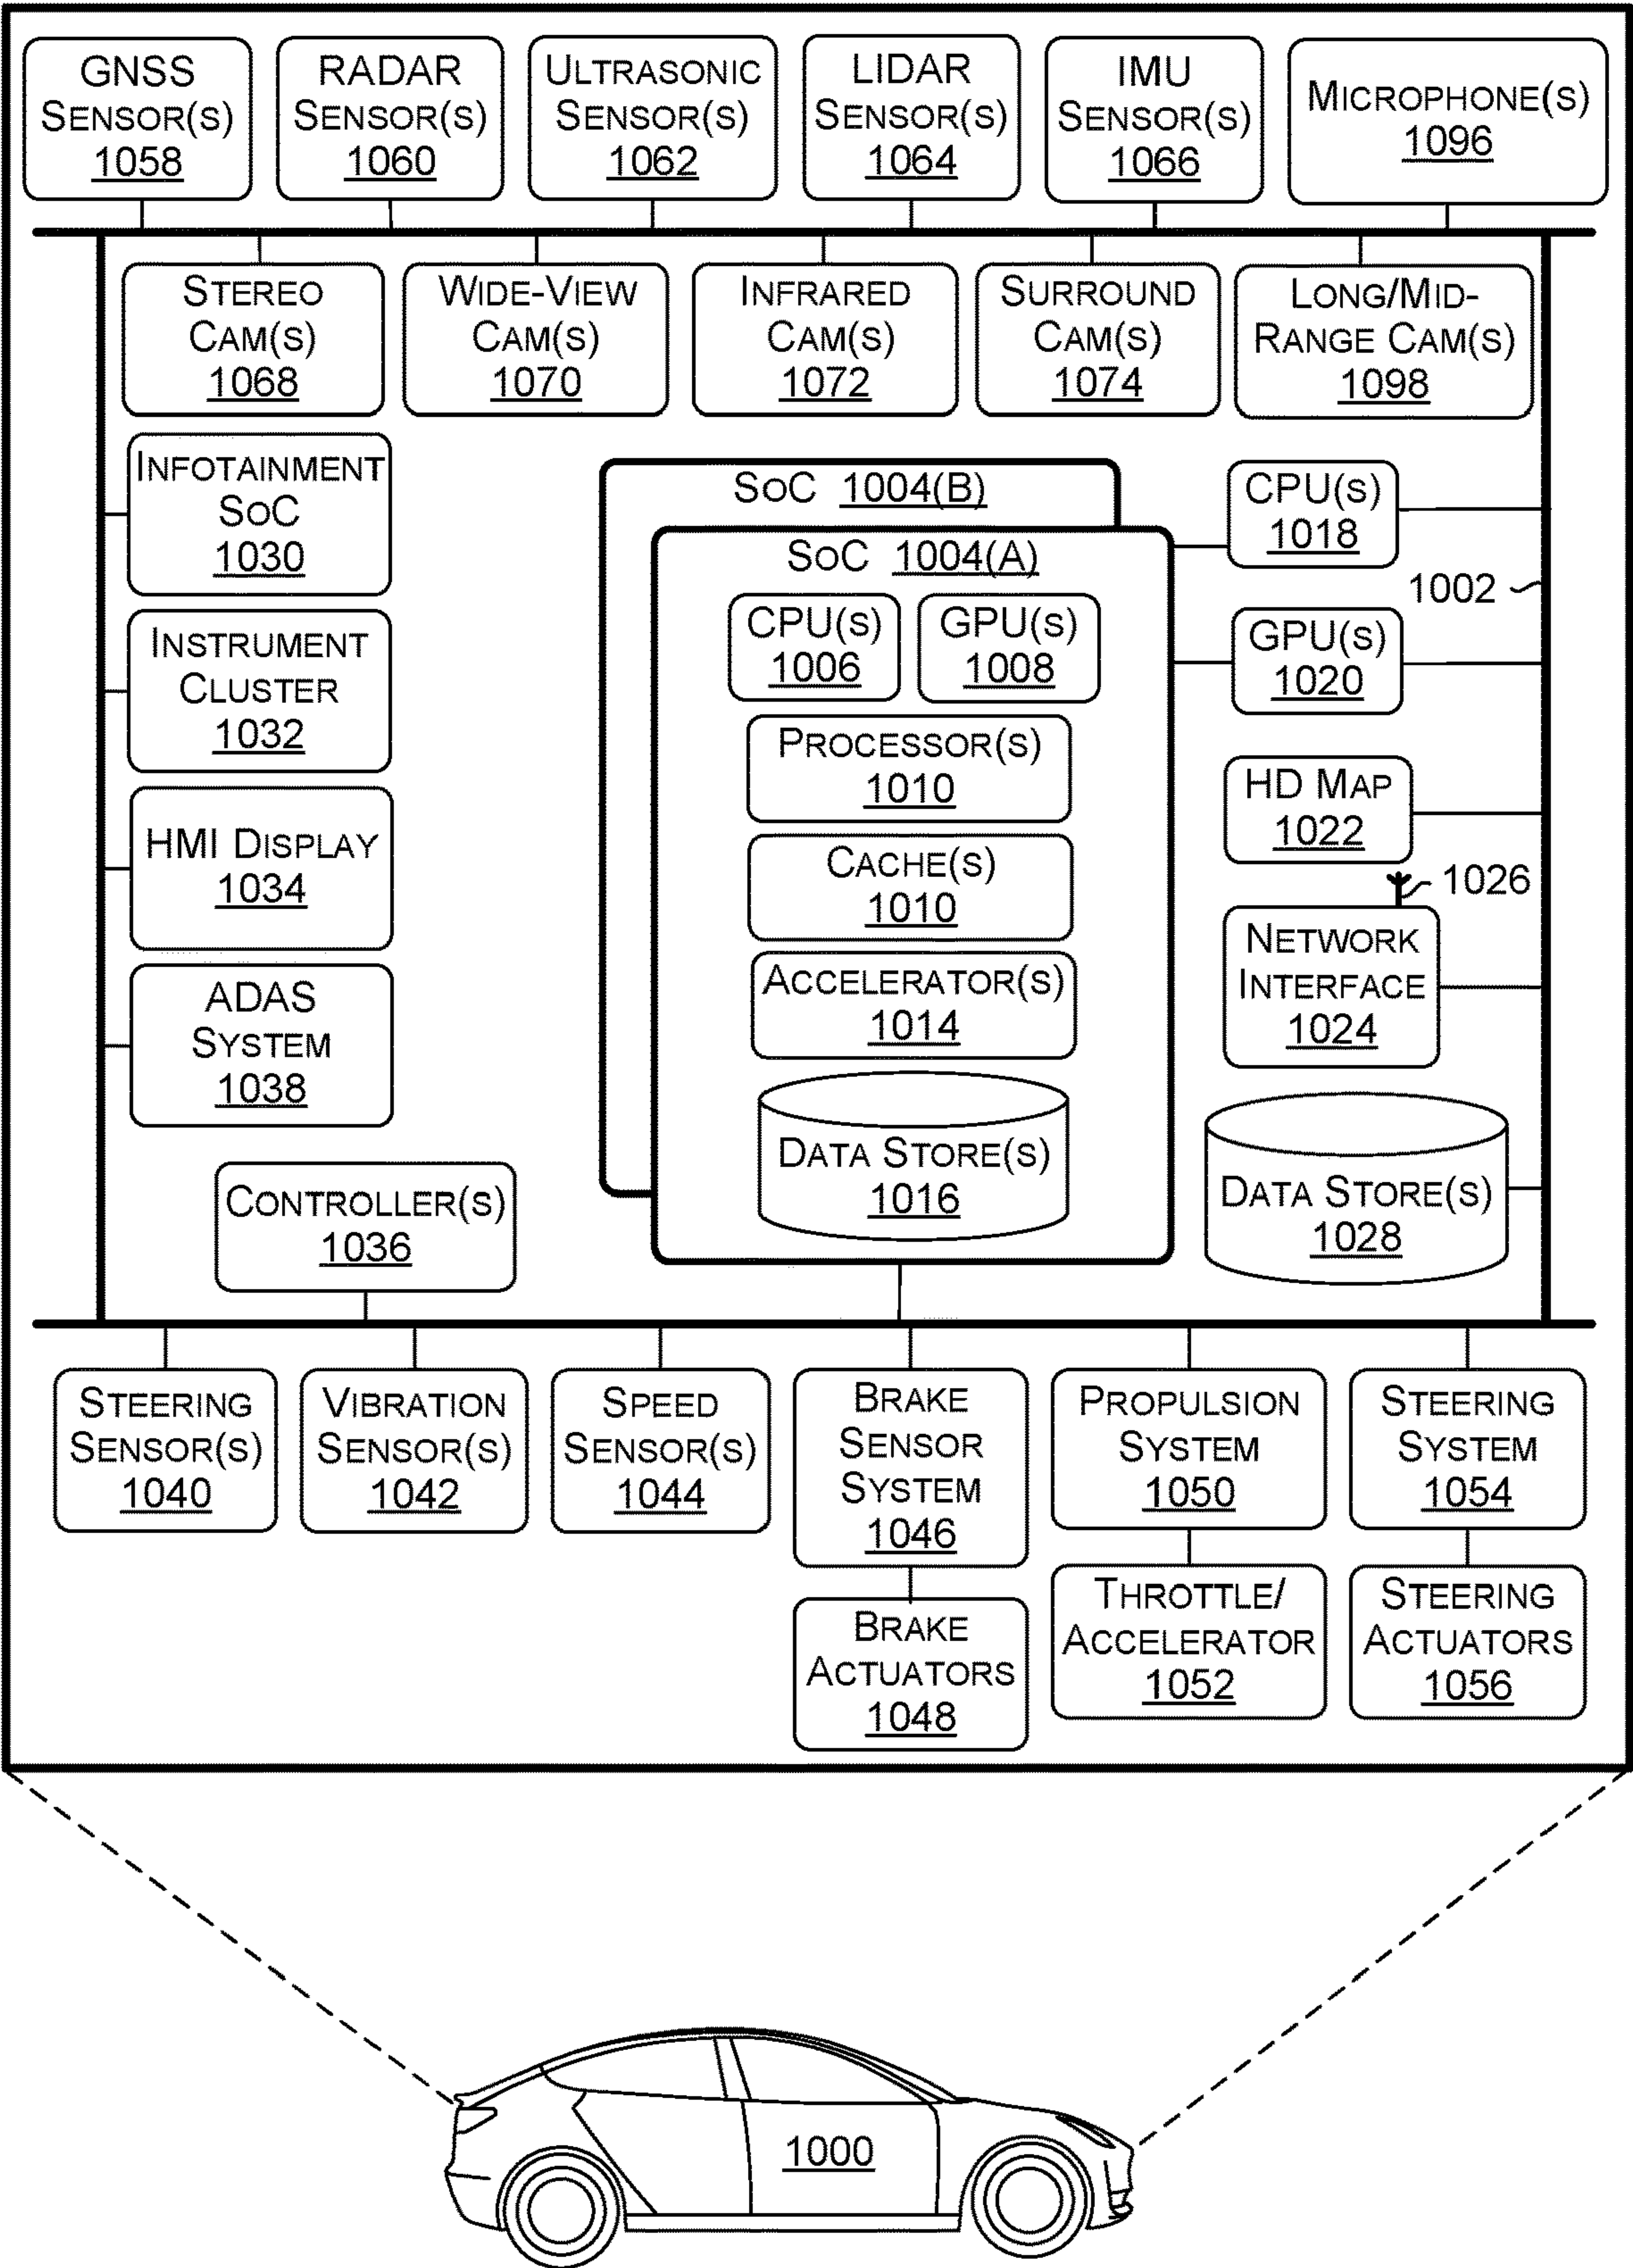 GNSS
SENSOR(S)
1058
RADAR
SENSOR(S)
1060
ULTRASONIC
SENSOR(S)
1062
LIDAR
SENSOR(S)
1064
IMU
SENSOR(S)
1066
MICROPHONE(S)
1096
STEREO
CAM(S)
1068
WIDE-VIEW
CAM(S)
1070
INFRARED
CAM(S)
1072
SURROUND
CAM(S)
1074
LONG/MID-
RANGE CAM(S)
1098
INFOTAINMENT
SOC
1030
INSTRUMENT
CLUSTER
1032
HMI DISPLAY
1034
ADAS
SYSTEM
1038
CONTROLLER(S)
1036
SOC 1004(B)
SOC 1004(A)
CPU(S)
1006
GPU(S)
1008
PROCESSOR(S)
1010
CACHE(S)
1010
ACCELERATOR(S)
1014
DATA STORE(S)
1016
CPU(S)
1018
1002
GPU(S)
1020
HD MAP
1022
1026
NETWORK
INTERFACE
1024
DATA STORE(S)
1028
STEERING
SENSOR(S)
1040
VIBRATION
SENSOR(S)
1042
SPEED
SENSOR(S)
1044
BRAKE
SENSOR
SYSTEM
1046
BRAKE
ACTUATORS
1048
PROPULSION
SYSTEM
1050
THROTTLE/
ACCELERATOR
1052
STEERING
SYSTEM
1054
STEERING
ACTUATORS
1056
1000